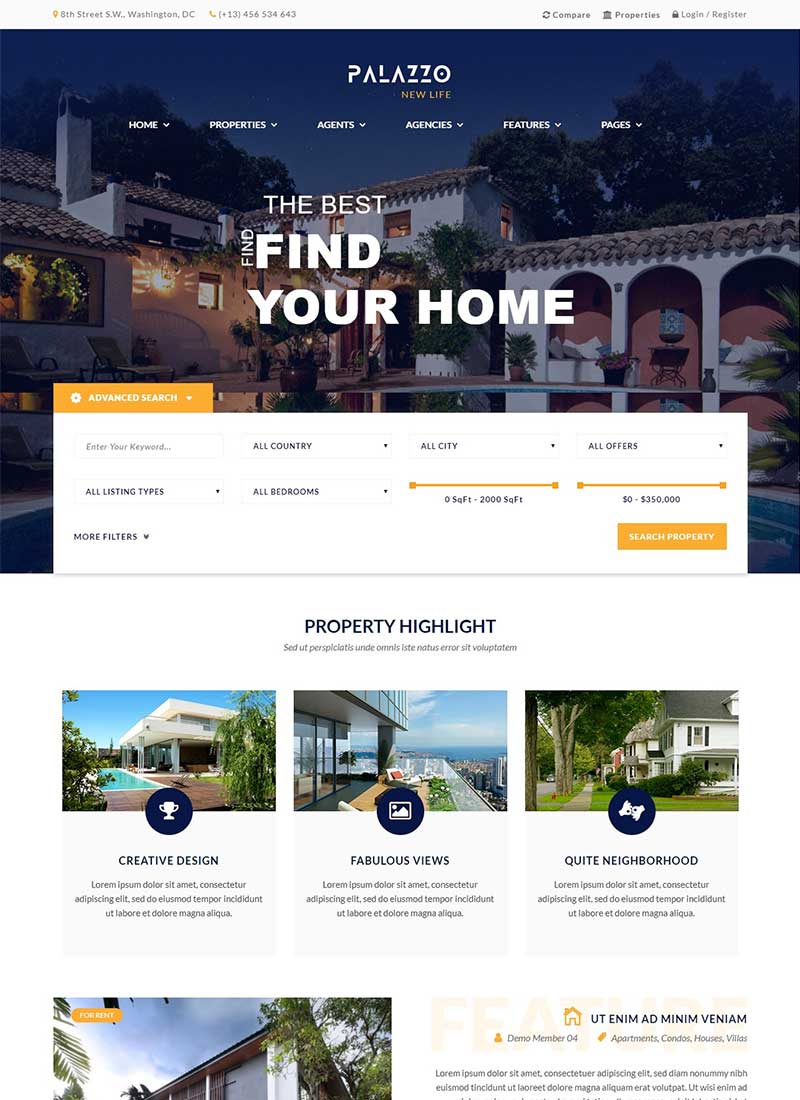 8th Street S.W., Washington, DC (+13) 456 534 643 Compare Properties Login / Register
PALAZZO
NEW LIFE
HOME PROPERTIES AGENTS AGENCIES FEATURES PAGES
THE BEST
FIND
FIND
YOUR HOME
ADVANCED SEARCH
Enter Your Keyword... ALL COUNTRY ALL CITY ALL OFFERS
ALL LISTING TYPES ALL BEDROOMS 0 SqFt - 2000 SqFt $0 - $350,000
MORE FILTERS SEARCH PROPERTY
PROPERTY HIGHLIGHT
Sed ut perspiciatis unde omnis iste natus error sit voluptatem
CREATIVE DESIGN
Lorem ipsum dolor sit amet, consectetur
adipiscing elit, sed do eiusmod tempor incididunt
ut labore et dolore magna aliqua.
FABULOUS VIEWS
Lorem ipsum dolor sit amet, consectetur
adipiscing elit, sed do eiusmod tempor incididunt
ut labore et dolore magna aliqua.
QUITE NEIGHBORHOOD
Lorem ipsum dolor sit amet, consectetur
adipiscing elit, sed do eiusmod tempor incididunt
ut labore et dolore magna aliqua.
FOR RENT
FEATURE
UT ENIM AD MINIM VENIAM
Demo Member 04 Apartments, Condos, Houses, Villas
Lorem ipsum dolor sit amet, consectetuer adipiscing elit, sed diam nonummy nibh
euismod tincidunt ut laoreet dolore magna aliquam erat volutpat. Ut wisi enim ad